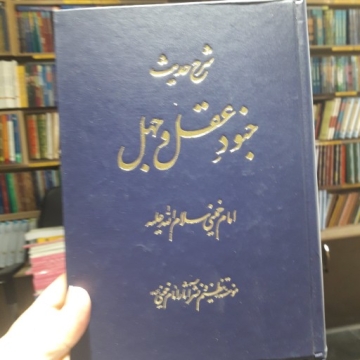 شرح حدیث
جنود عقل و جهل
امام خمینی سلام الله علیه
مؤسسه تنظیم و نشر آثار امام خمینی